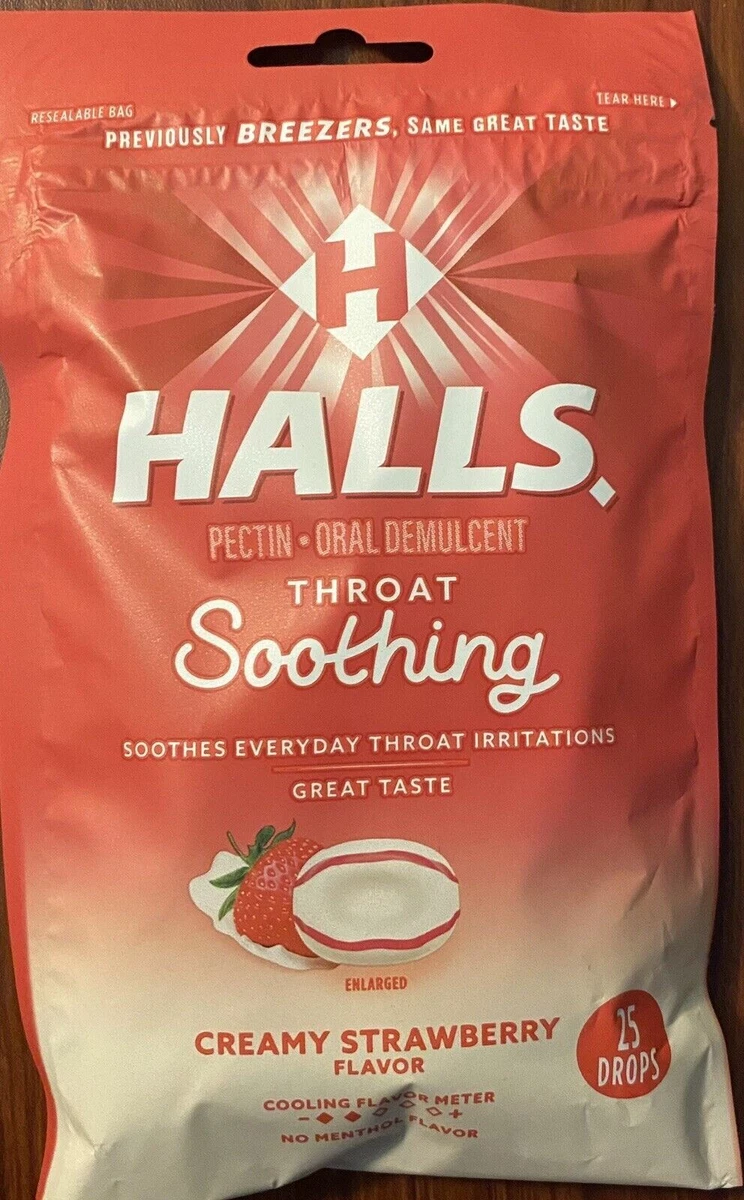 RESEALABLE BAG
TEAR HERE
PREVIOUSLY BREEZERS, SAME GREAT TASTE
H
HALLS.
PECTIN • ORAL DEMULCENT
THROAT
Soothing
SOOTHES EVERYDAY THROAT IRRITATIONS
GREAT TASTE
ENLARGED
CREAMY STRAWBERRY
FLAVOR
25
DROPS
COOLING FLAVOR METER
- +
NO MENTHOL FLAVOR